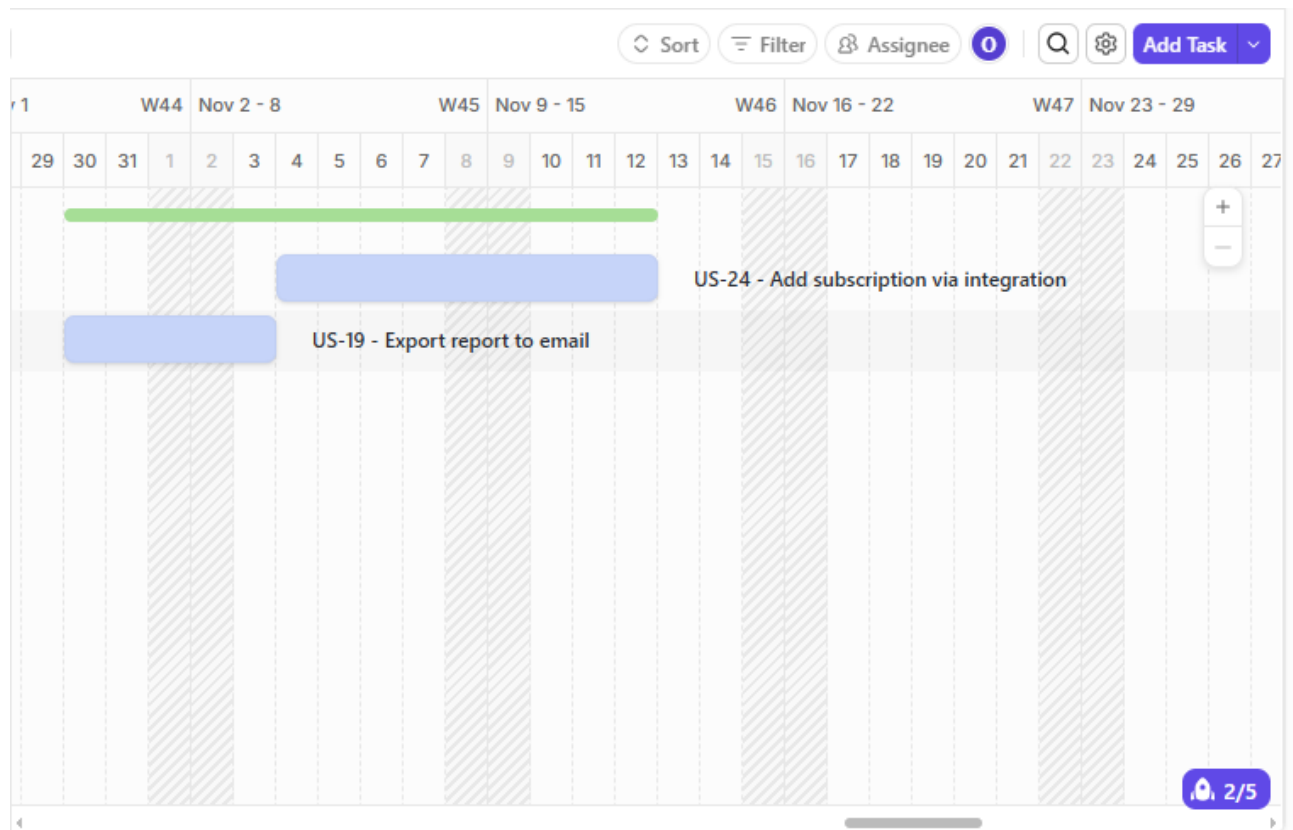 Sort Filter Assignee O Add Task
1 W44 Nov 2 - 8 W45 Nov 9 - 15 W46 Nov 16 - 22 W47 Nov 23 - 29
29 30 31 1 2 3 4 5 6 7 8 9 10 11 12 13 14 15 16 17 18 19 20 21 22 23 24 25 26 27
+
−
US-24 - Add subscription via integration
US-19 - Export report to email
2/5